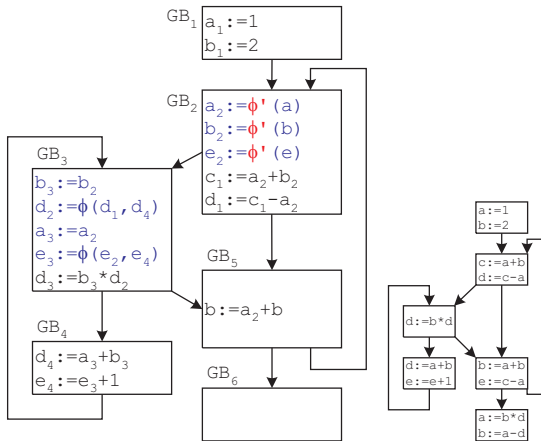 GB₁
a₁:=1
b₁:=2
GB₂
a₂:=ϕ'(a)
b₂:=ϕ'(b)
e₂:=ϕ'(e)
c₁:=a₂+b₂
d₁:=c₁-a₂
GB₃
b₃:=b₂
d₂:=ϕ(d₁,d₄)
a₃:=a₂
e₃:=ϕ(e₂,e₄)
d₃:=b₃*d₂
GB₄
d₄:=a₃+b₃
e₄:=e₃+1
GB₅
b:=a₂+b
GB₆
a:=1
b:=2
c:=a+b
d:=c-a
d:=b*d
d:=a+b
e:=e+1
b:=a+b
e:=c-a
a:=b*d
b:=a-d